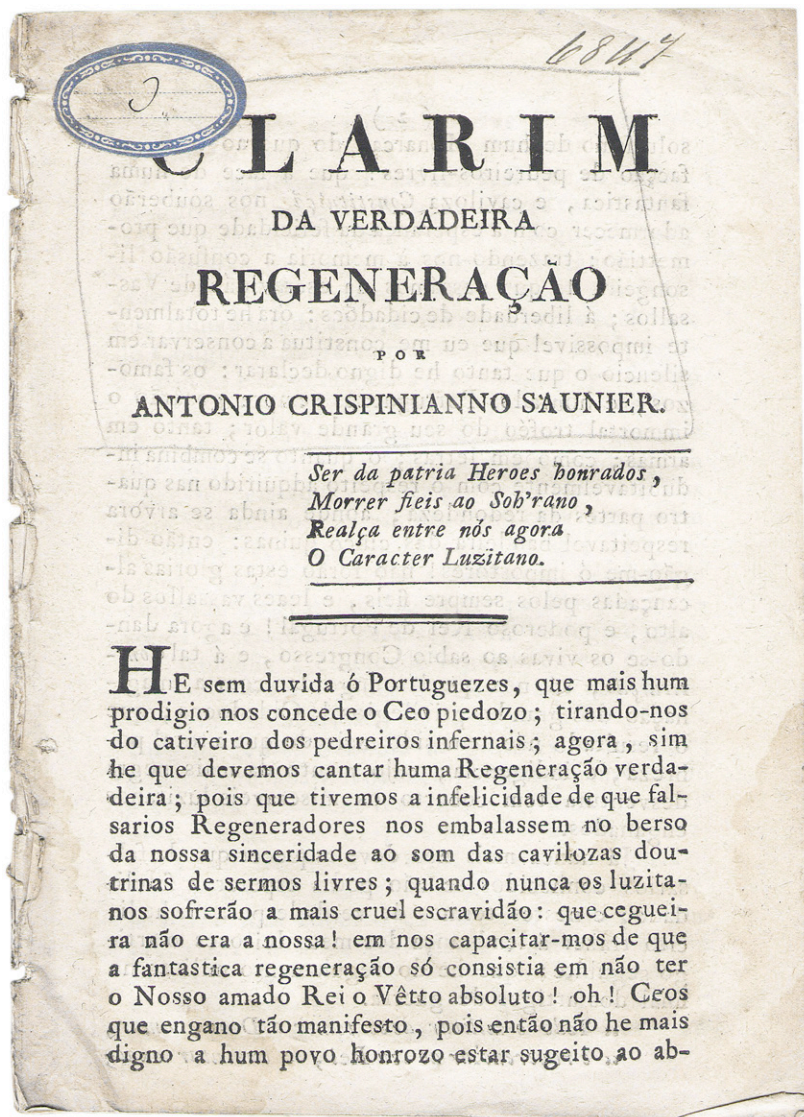 6847
CLARIM
DA VERDADEIRA
REGENERAÇÃO
POR
ANTONIO CRISPINIANNO SAUNIER.
Ser da patria Heroes honrados,
Morrer fieis ao Sob'rano,
Realça entre nós agora
O Caracter Luzitano.
HE sem duvida ó Portuguezes, que mais hum
prodigio nos concede o Ceo piedozo; tirando-nos
do cativeiro dos pedreiros infernais; agora, sim
he que devemos cantar huma Regeneração verda-
deira; pois que tivemos a infelicidade de que fal-
sarios Regeneradores nos embalassem no berso
da nossa sinceridade ao som das cavilozas dou-
trinas de sermos livres; quando nunca os luzita-
nos sofrerão a mais cruel escravidão: que ceguei-
ra não era a nossa! em nos capacitar-mos de que
a fantastica regeneração só consistia em não ter
o Nosso amado Rei o Vêtto absoluto! oh! Ceos
que engano tão manifesto, pois então não he mais
digno a hum povo honrozo estar sugeito ao ab-